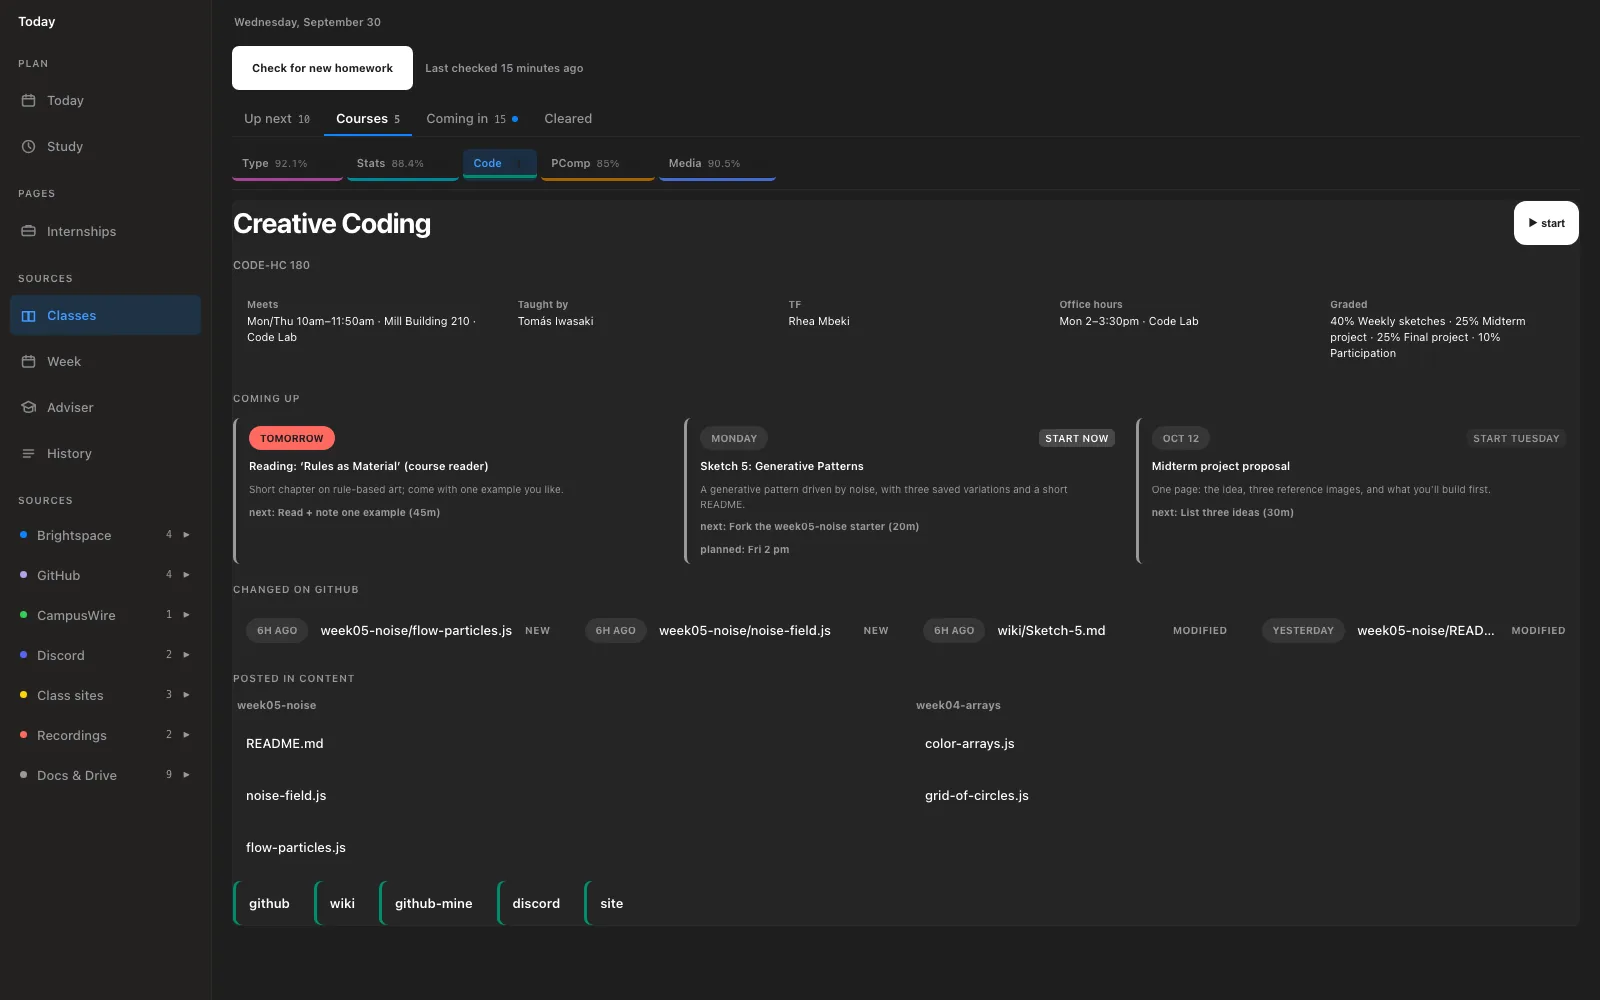 Today
PLAN
Today
Study
PAGES
Internships
SOURCES
Classes
Week
Adviser
History
SOURCES
Brightspace 4
GitHub 4
CampusWire 1
Discord 2
Class sites 3
Recordings 2
Docs & Drive 9
Wednesday, September 30
Check for new homework
Last checked 15 minutes ago
Up next 10
Courses 5
Coming in 15
Cleared
Type 92.1%
Stats 88.4%
Code
PComp 85%
Media 90.5%
Creative Coding
start
CODE-HC 180
Meets
Mon/Thu 10am–11:50am · Mill Building 210 ·
Code Lab
Taught by
Tomás Iwasaki
TF
Rhea Mbeki
Office hours
Mon 2–3:30pm · Code Lab
Graded
40% Weekly sketches · 25% Midterm
project · 25% Final project · 10%
Participation
COMING UP
TOMORROW
Reading: ‘Rules as Material’ (course reader)
Short chapter on rule-based art; come with one example you like.
next: Read + note one example (45m)
MONDAY
START NOW
Sketch 5: Generative Patterns
A generative pattern driven by noise, with three saved variations and a short
README.
next: Fork the week05-noise starter (20m)
planned: Fri 2 pm
OCT 12
START TUESDAY
Midterm project proposal
One page: the idea, three reference images, and what you’ll build first.
next: List three ideas (30m)
CHANGED ON GITHUB
6H AGO week05-noise/flow-particles.js NEW
6H AGO week05-noise/noise-field.js NEW
6H AGO wiki/Sketch-5.md MODIFIED
YESTERDAY week05-noise/READ... MODIFIED
POSTED IN CONTENT
week05-noise
README.md
noise-field.js
flow-particles.js
week04-arrays
color-arrays.js
grid-of-circles.js
github
wiki
github-mine
discord
site